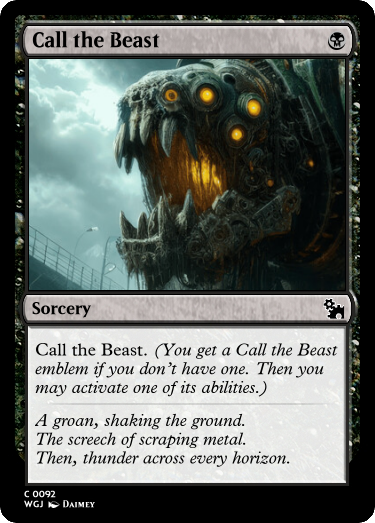 Call the Beast
Sorcery
Call the Beast. (You get a Call the Beast
emblem if you don't have one. Then you
may activate one of its abilities.)
A groan, shaking the ground.
The screech of scraping metal.
Then, thunder across every horizon.
C 0092
WGJ Daimey